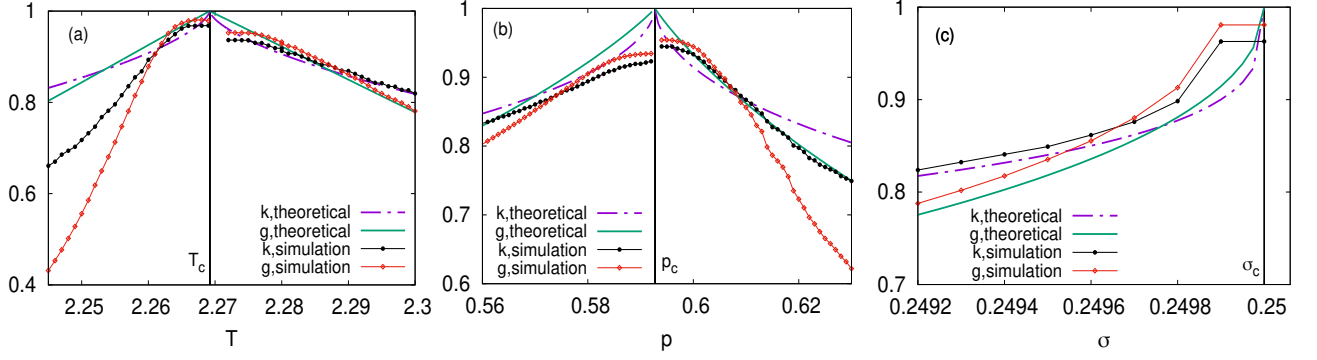 (a)
1
0.8
0.6
0.4
k,theoretical
g,theoretical
k,simulation
g,simulation
T_c
2.25 2.26 2.27 2.28 2.29 2.3
T
(b)
1
0.9
0.8
0.7
0.6
k,theoretical
g,theoretical
k,simulation
g,simulation
p_c
0.56 0.58 0.6 0.62
p
(c)
1
0.9
0.8
0.7
k,theoretical
g,theoretical
k,simulation
g,simulation
σ_c
0.2492 0.2494 0.2496 0.2498 0.25
σ